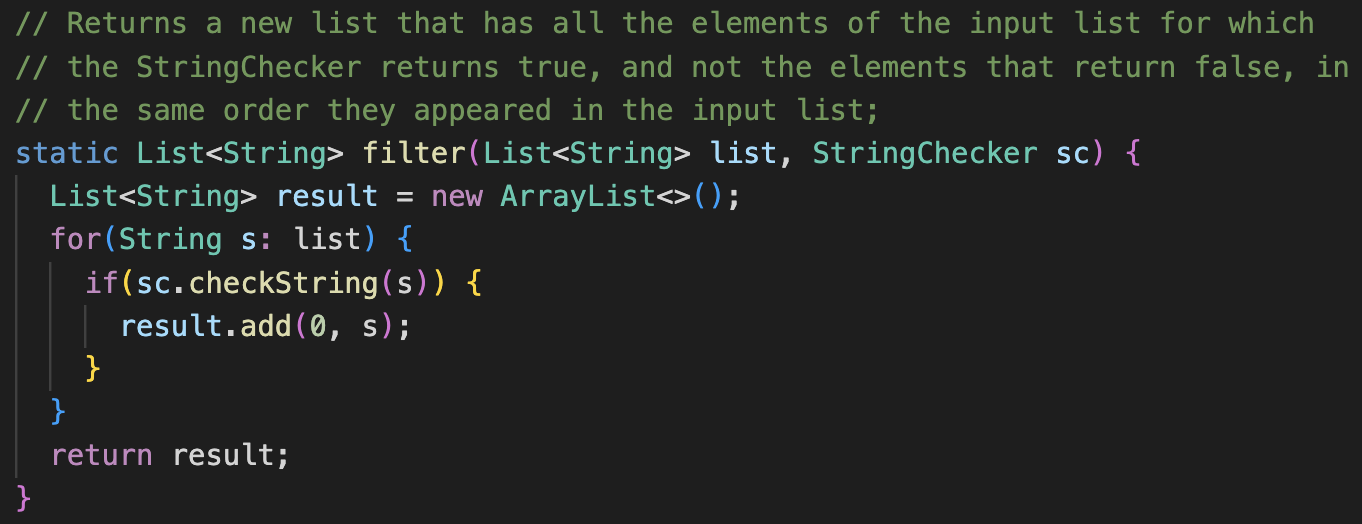 // Returns a new list that has all the elements of the input list for which
// the StringChecker returns true, and not the elements that return false, in
// the same order they appeared in the input list;
static List<String> filter(List<String> list, StringChecker sc) {
  List<String> result = new ArrayList<>();
  for(String s: list) {
    if(sc.checkString(s)) {
      result.add(0, s);
    }
  }
  return result;
}